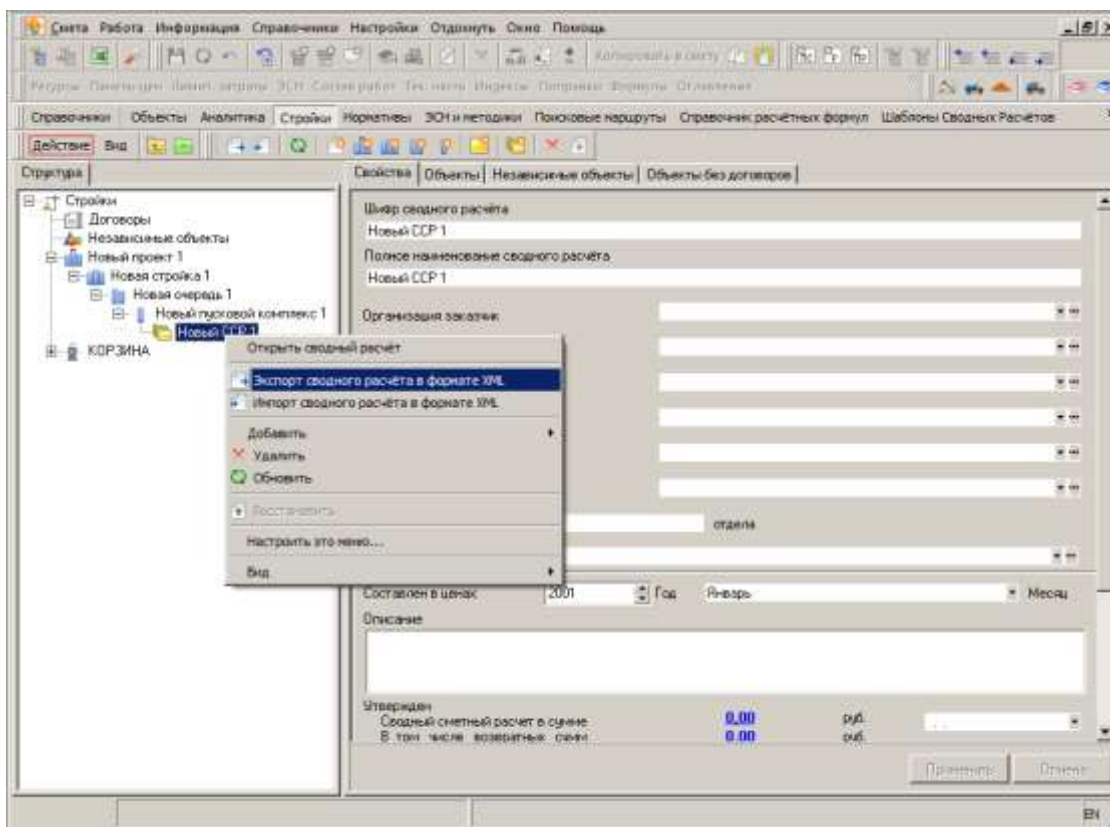 Смета Работа Информация Справочники Настройки Отдохнуть Окно Помощь
Копировать в смету
Ресурсы
Справочники Объекты Аналитика Стройки Нормативы ЗСН и методики Поисковые маршруты Справочник расчётных формул Шаблоны Сводных Расчётов
Действие Вид
Структура
Свойства Объекты Независимые объекты Объекты без договоров
Стройки
Договоры
Независимые объекты
Новый проект 1
Новая стройка 1
Новая очередь 1
Новый пусковой комплекс 1
Новый ССР 1
КОРЗИНА
Открыть сводный расчёт
Экспорт сводного расчёта в формате XML
Импорт сводного расчёта в формате XML
Добавить
Удалить
Обновить
Восстановить
Настроить это меню...
Вид
Шифр сводного расчёта
Новый ССР 1
Полное наименование сводного расчёта
Новый ССР 1
Организация заказчик
отдела
Составлен в ценах 2001 Год Январь Месяц
Описание
Утвержден
Сводный сметный расчет в сумме 0,00 руб.
В том числе возвратных сумм 0,00 руб.
Применить Отмена
EN